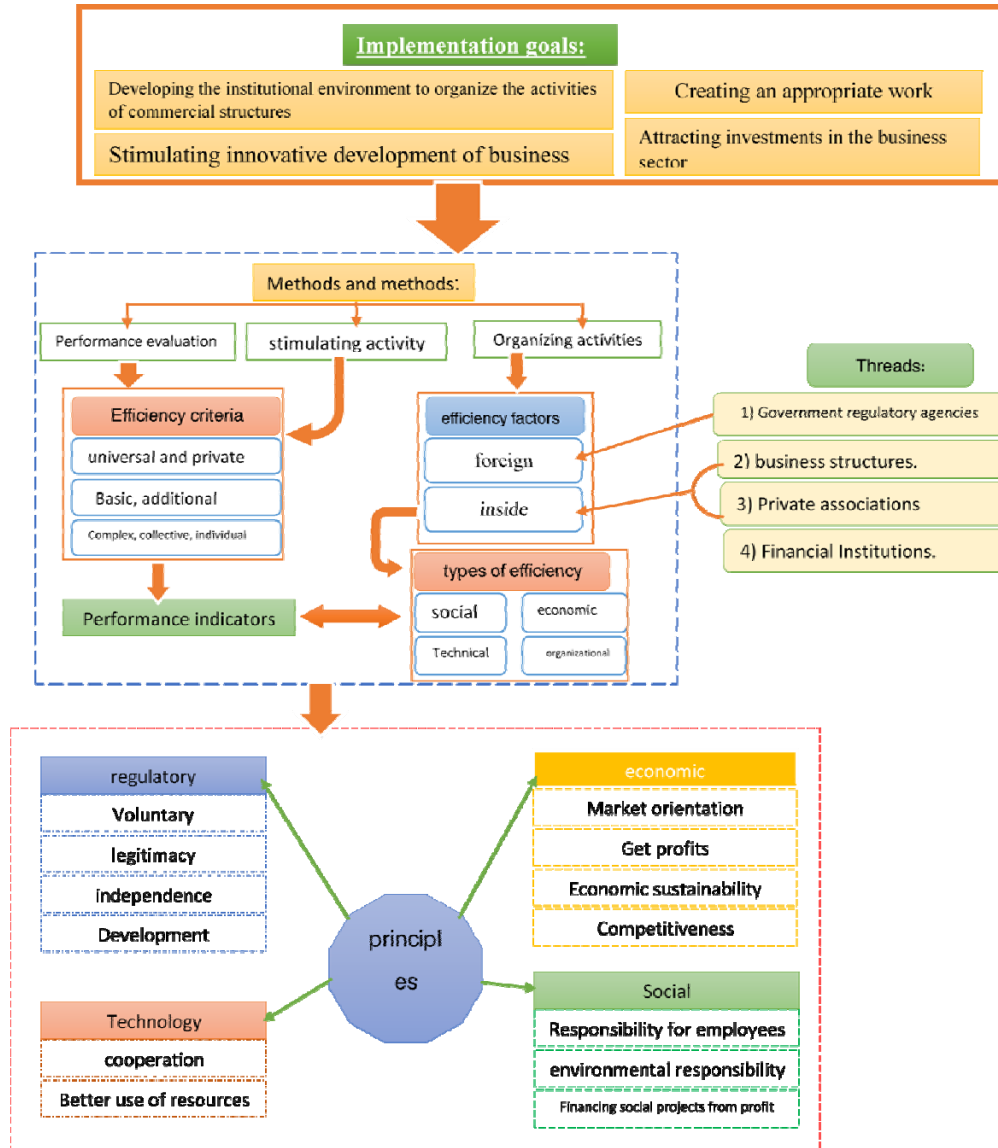 Implementation goals:
Developing the institutional environment to organize the activities
of commercial structures
Creating an appropriate work
Stimulating innovative development of business
Attracting investments in the business
sector
Methods and methods:
Performance evaluation
stimulating activity
Organizing activities
Threads:
Efficiency criteria
universal and private
Basic, additional
Complex, collective, individual
efficiency factors
foreign
inside
1) Government regulatory agencies
2) business structures.
3) Private associations
4) Financial Institutions.
types of efficiency
social
economic
Technical
organizational
Performance indicators
regulatory
Voluntary
legitimacy
independence
Development
economic
Market orientation
Get profits
Economic sustainability
Competitiveness
principl
es
Technology
cooperation
Better use of resources
Social
Responsibility for employees
environmental responsibility
Financing social projects from profit